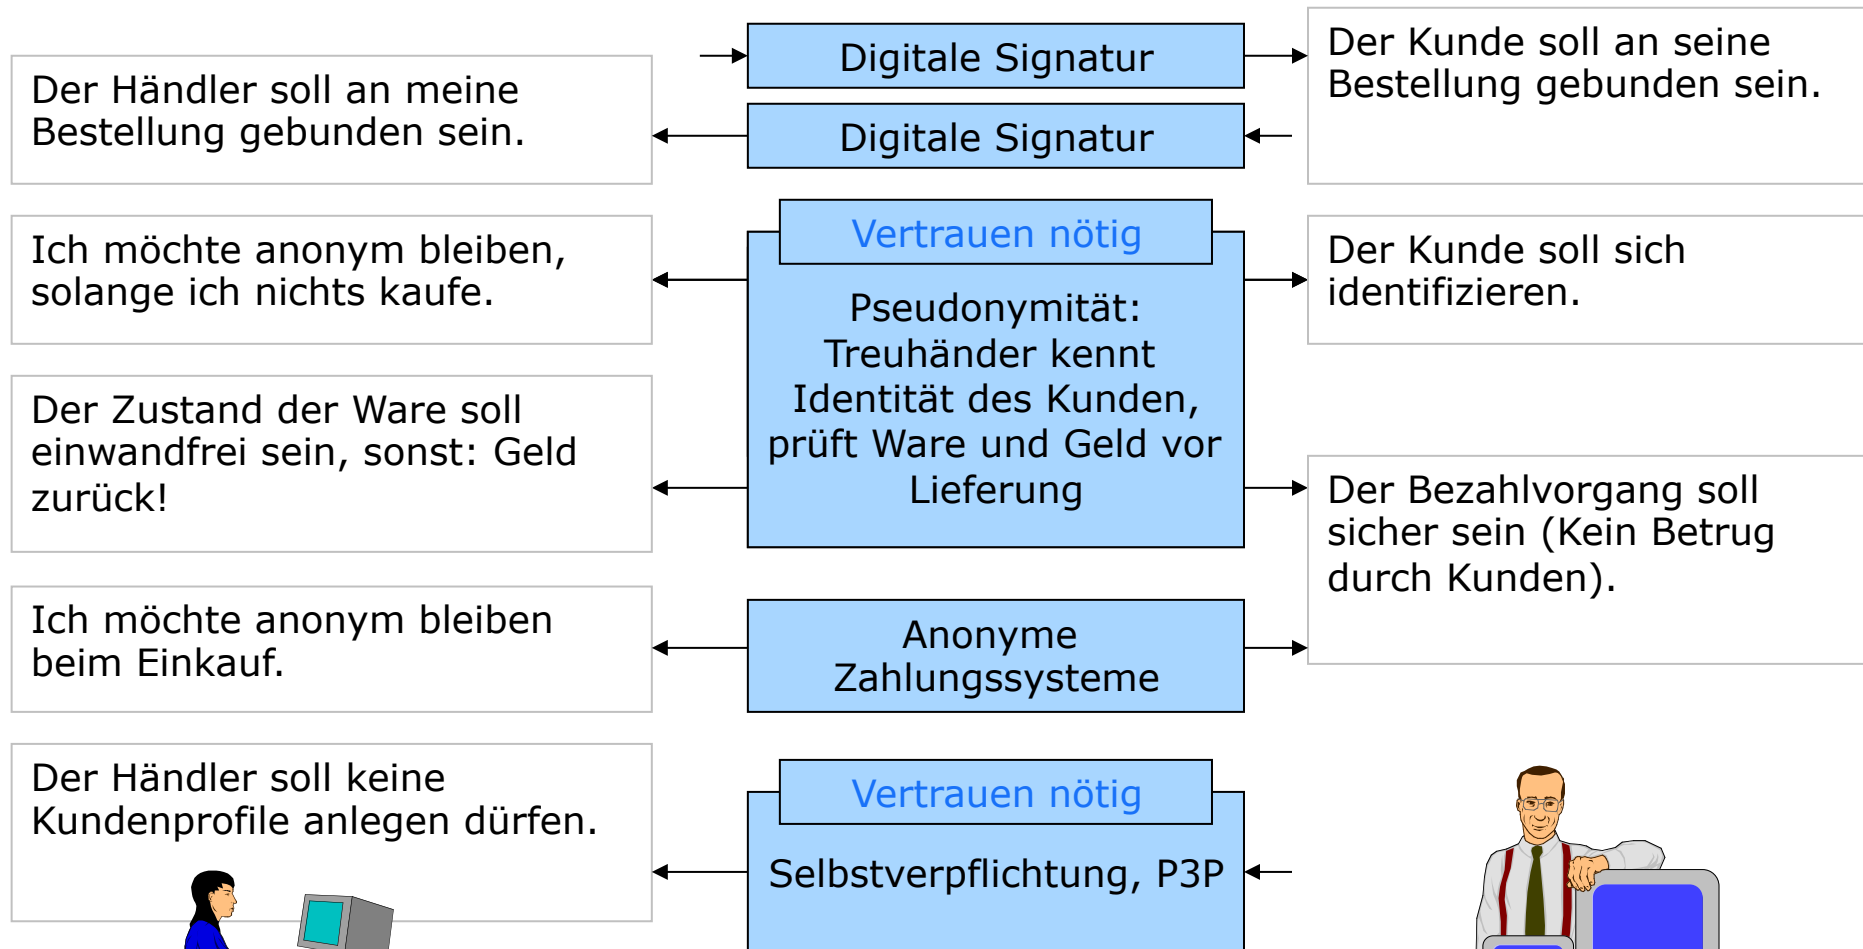 Der Händler soll an meine
Bestellung gebunden sein.
Digitale Signatur
Digitale Signatur
Der Kunde soll an seine
Bestellung gebunden sein.
Ich möchte anonym bleiben,
solange ich nichts kaufe.
Vertrauen nötig
Pseudonymität:
Treuhänder kennt
Identität des Kunden,
prüft Ware und Geld vor
Lieferung
Der Kunde soll sich
identifizieren.
Der Zustand der Ware soll
einwandfrei sein, sonst: Geld
zurück!
Der Bezahlvorgang soll
sicher sein (Kein Betrug
durch Kunden).
Ich möchte anonym bleiben
beim Einkauf.
Anonyme
Zahlungssysteme
Der Händler soll keine
Kundenprofile anlegen dürfen.
Vertrauen nötig
Selbstverpflichtung, P3P